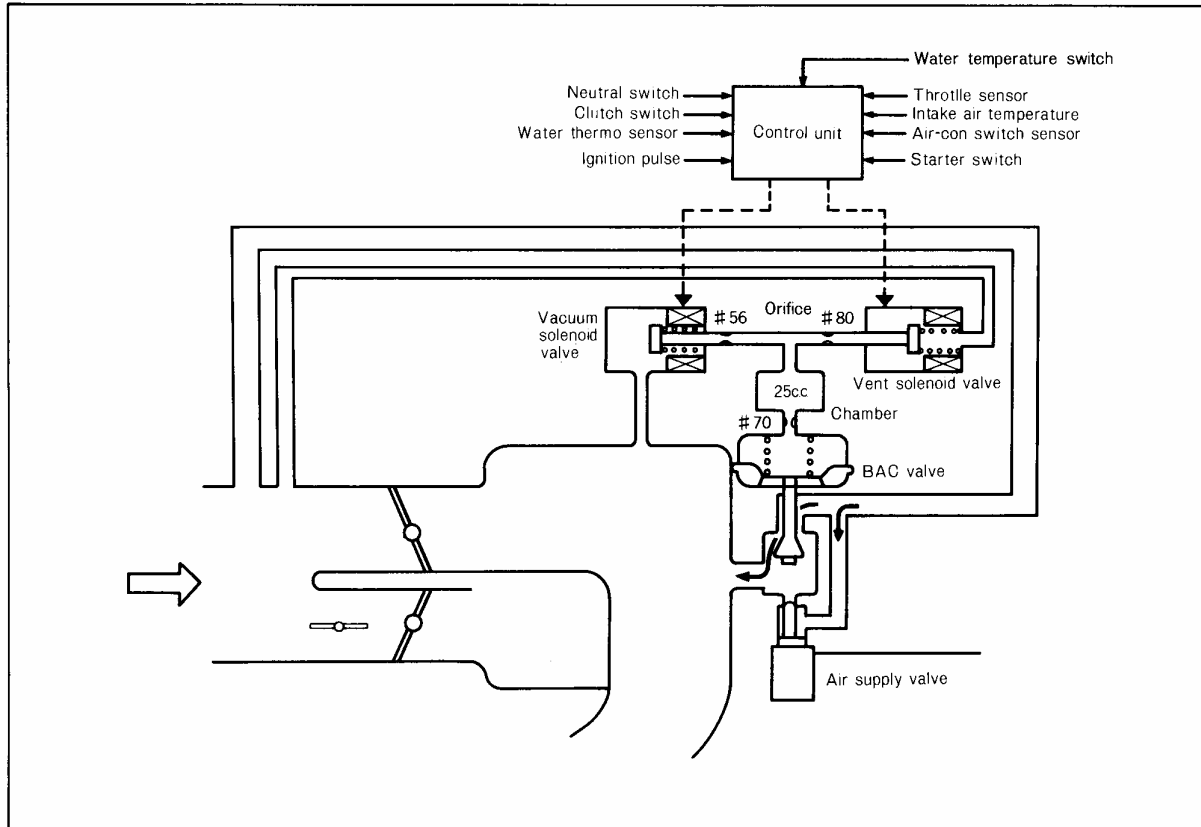 Water temperature switch
Neutral switch
Clutch switch
Water thermo sensor
Ignition pulse
Control unit
Throtlle sensor
Intake air temperature
Air-con switch sensor
Starter switch
Vacuum
solenoid
valve
#56
Orifice
#80
Vent solenoid valve
25c.c.
Chamber
#70
BAC valve
Air supply valve